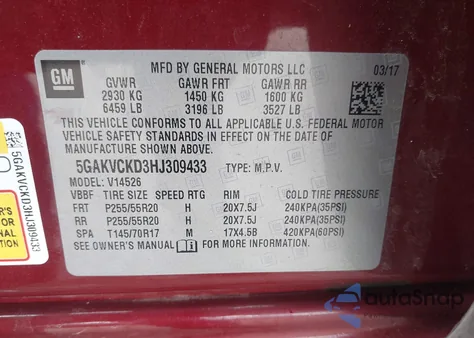 GM
MFD BY GENERAL MOTORS LLC 03/17
GVWR GAWR FRT GAWR RR
2930 KG 1450 KG 1600 KG
6459 LB 3196 LB 3527 LB
THIS VEHICLE CONFORMS TO ALL APPLICABLE U.S. FEDERAL MOTOR
VEHICLE SAFETY STANDARDS IN EFFECT ON THE DATE OF
MANUFACTURE SHOWN ABOVE.
5GAKVCKD3HJ309433 TYPE: M.P.V.
MODEL: V14526
VBBF TIRE SIZE SPEED RTG RIM COLD TIRE PRESSURE
FRT P255/55R20 H 20X7.5J 240KPA(35PSI)
RR P255/55R20 H 20X7.5J 240KPA(35PSI)
SPA T145/70R17 M 17X4.5B 420KPA(60PSI)
SEE OWNER'S MANUAL FOR MORE INFORMATION.
5GAKVCKD3HJ309433
AutoSnap